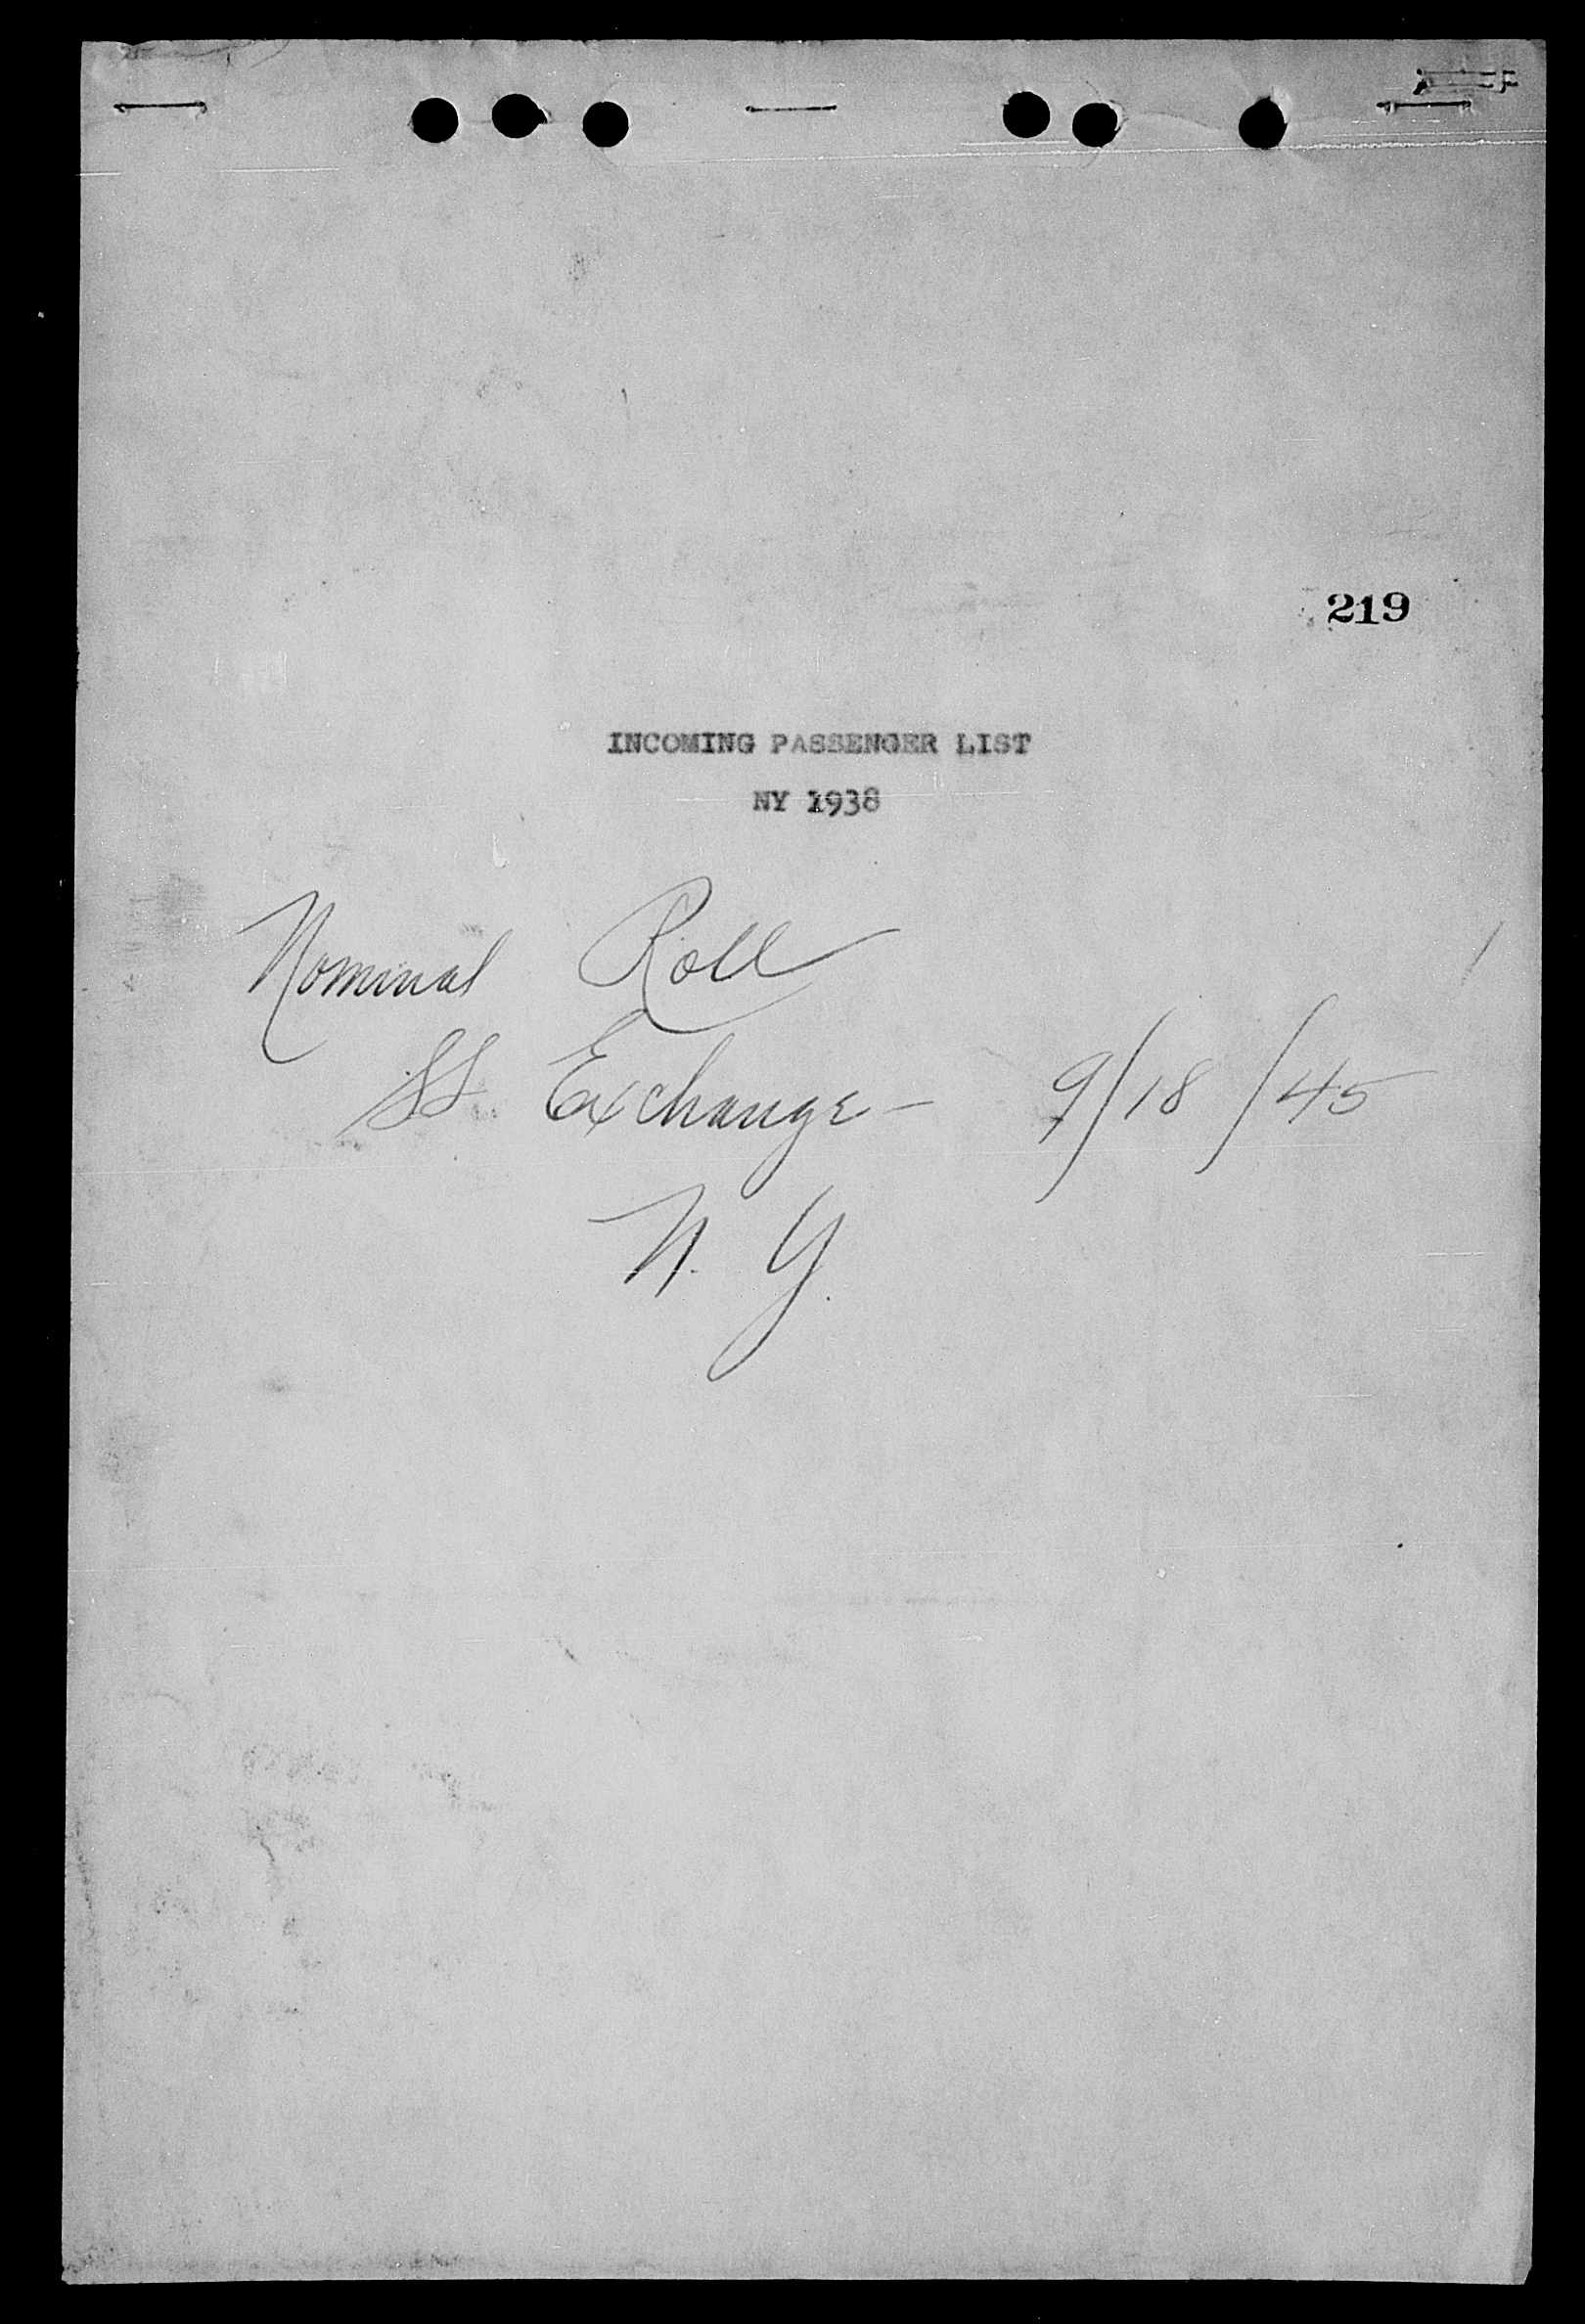 219
INCOMING PASSENGER LIST
NY 1938
Nominal Roll
SS Exchange - 9/18/45
N. Y.